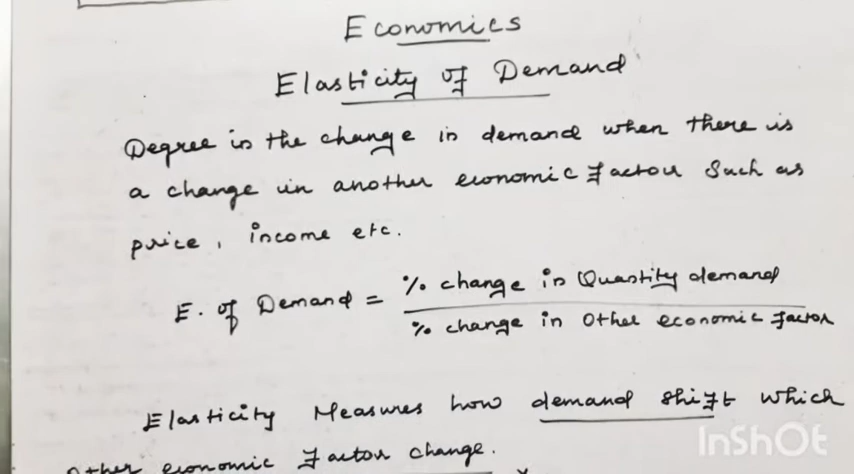 Economics
Elasticity of Demand
Degree in the change in demand when there is
a change in another economic factor such as
price, income etc.
E. of Demand = % change in Quantity demand
% change in Other economic factor
Elasticity Measures how demand shift which
Other economic factor change.
InShOt